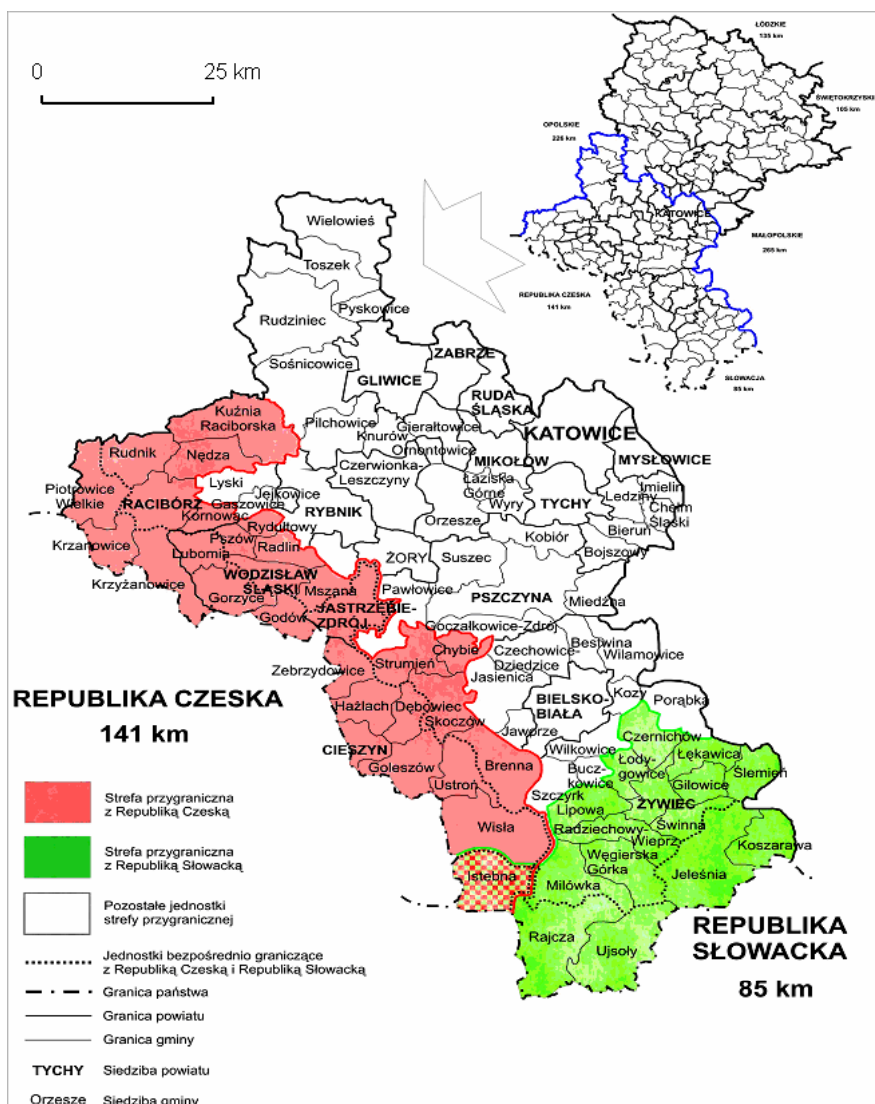 0 25 km
ŁÓDZKIE
135 km
ŚWIĘTOKRZYSKI
105 km
OPOLSKIE
226 km
KATOWICE
MAŁOPOLSKIE
265 km
REPUBLIKA CZESKA
141 km
SŁOWACJA
85 km
Wielowieś
Toszek
Pyskowice
Rudziniec
Sośnicowice
ZABRZE
GLIWICE
RUDA
ŚLĄSKA
Kuźnia
Raciborska
Pilchowice
Knurów
Gierałtowice
Ornontowice
KATOWICE
Rudnik
Nędza
Czerwionka-
Leszczyny
MIKOŁÓW
MYSŁOWICE
Piotrowice
Wielkie
Lyski
Jejkowice
Łaziska
Górne
Wyry
TYCHY
Imielin
Lędziny
Chełm
Śląski
RACIBÓRZ
Gaszowice
Kornowac
RYBNIK
Orzesze
Bieruń
Krzanowice
Rydułtowy
Pszów
Radlin
Lubomia
ŻORY
Suszec
Kobiór
Bojszowy
Krzyżanowice
WODZISŁAW
ŚLĄSKI
Mszana
Pawłowice
PSZCZYNA
Miedźna
Gorzyce
Godów
JASTRZĘBIE-
ZDRÓJ
Goczałkowice-Zdrój
Zebrzydowice
Strumień
Chybie
Czechowice-
Dziedzice
Bestwina
Wilamowice
Jasienica
REPUBLIKA CZESKA
141 km
Hażlach
Dębowiec
Skoczów
BIELSKO-
BIAŁA
Kozy
Porąbka
Jaworze
CIESZYN
Goleszów
Brenna
Wilkowice
Czernichów
Ustroń
Bucz-
kowice
Łody-
gowice
Łękawica
Ślemień
Szczyrk
Gilowice
Lipowa
ŻYWIEC
Wisła
Radziechowy
Wieprz
Świnna
Koszarawa
Istebna
Węgierska
Górka
Milówka
Jeleśnia
Rajcza
Ujsoły
REPUBLIKA
SŁOWACKA
85 km
Strefa przygraniczna
z Republiką Czeską
Strefa przygraniczna
z Republiką Słowacką
Pozostałe jednostki
strefy przygranicznej
Jednostki bezpośrednio graniczące
z Republiką Czeską i Republiką Słowacką
Granica państwa
Granica powiatu
Granica gminy
TYCHY Siedziba powiatu
Orzesze Siedziba gminy